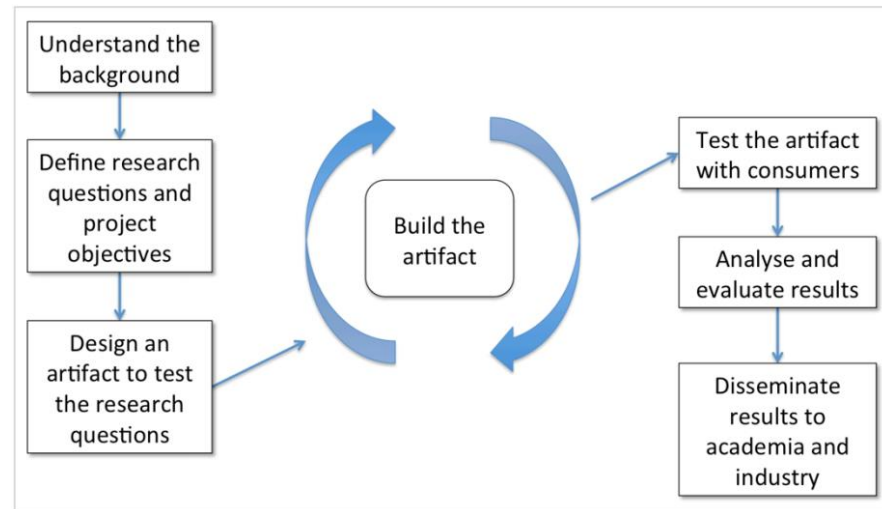 Understand the
background
Define research
questions and
project
objectives
Design an
artifact to test
the research
questions
Build the
artifact
Test the artifact
with consumers
Analyse and
evaluate results
Disseminate
results to
academia and
industry